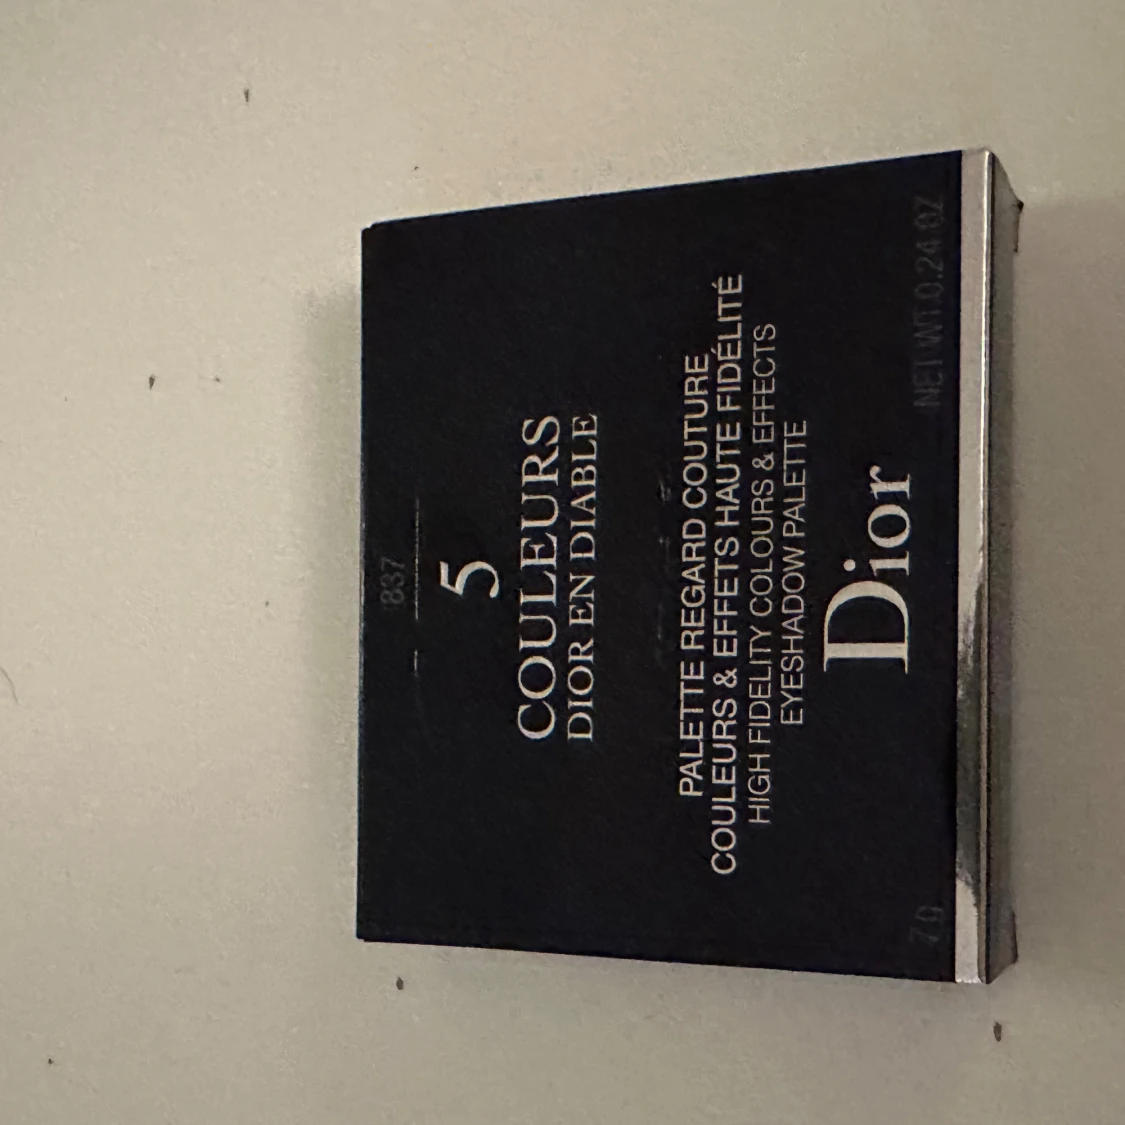 837
5
COULEURS
DIOR EN DIABLE
PALETTE REGARD COUTURE
COULEURS & EFFETS HAUTE FIDÉLITÉ
HIGH FIDELITY COLOURS & EFFECTS
EYESHADOW PALETTE
Dior
7 g NET WT. 0.24 OZ